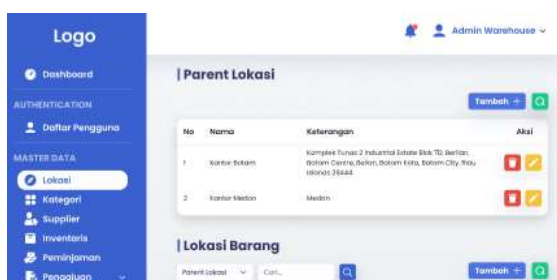 Logo
Admin Warehouse
Dashboard
AUTHENTICATION
Daftar Pengguna
MASTER DATA
Lokasi
Kategori
Supplier
Inventaris
Peminjaman
Pengajuan
Parent Lokasi
Tambah +
No Nama Keterangan Aksi
1 Kantor Batam Komplek Tunas 2 Industrial Estate Blok TD, Berlian,
Batam Centre, Belian, Batam Kota, Batam City, Riau
Islands 29444
2 Kantor Medan Medan
Lokasi Barang
Parent Lokasi Cari...
Tambah +